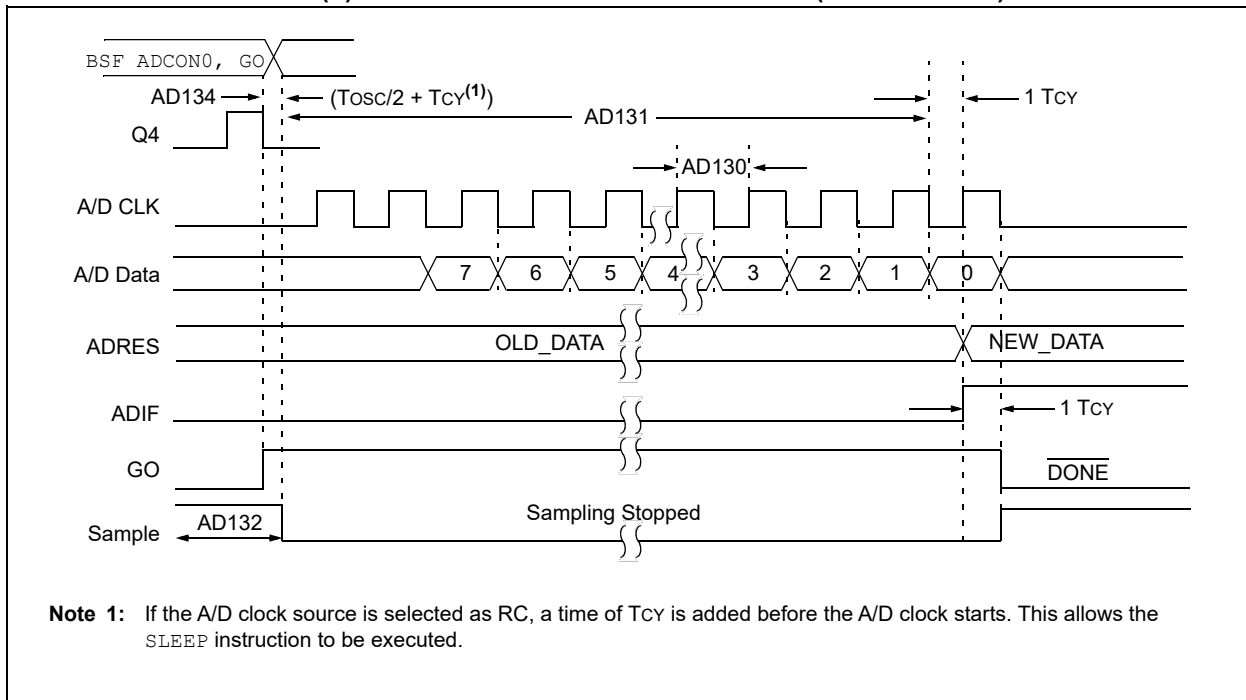 BSF ADCON0, GO
AD134
(TOSC/2 + TCY(1))
1 TCY
AD131
Q4
AD130
A/D CLK
A/D Data
7 6 5 4 3 2 1 0
ADRES
OLD_DATA
NEW_DATA
ADIF
1 TCY
GO
DONE
Sample
AD132
Sampling Stopped
Note 1: If the A/D clock source is selected as RC, a time of TCY is added before the A/D clock starts. This allows the
SLEEP instruction to be executed.